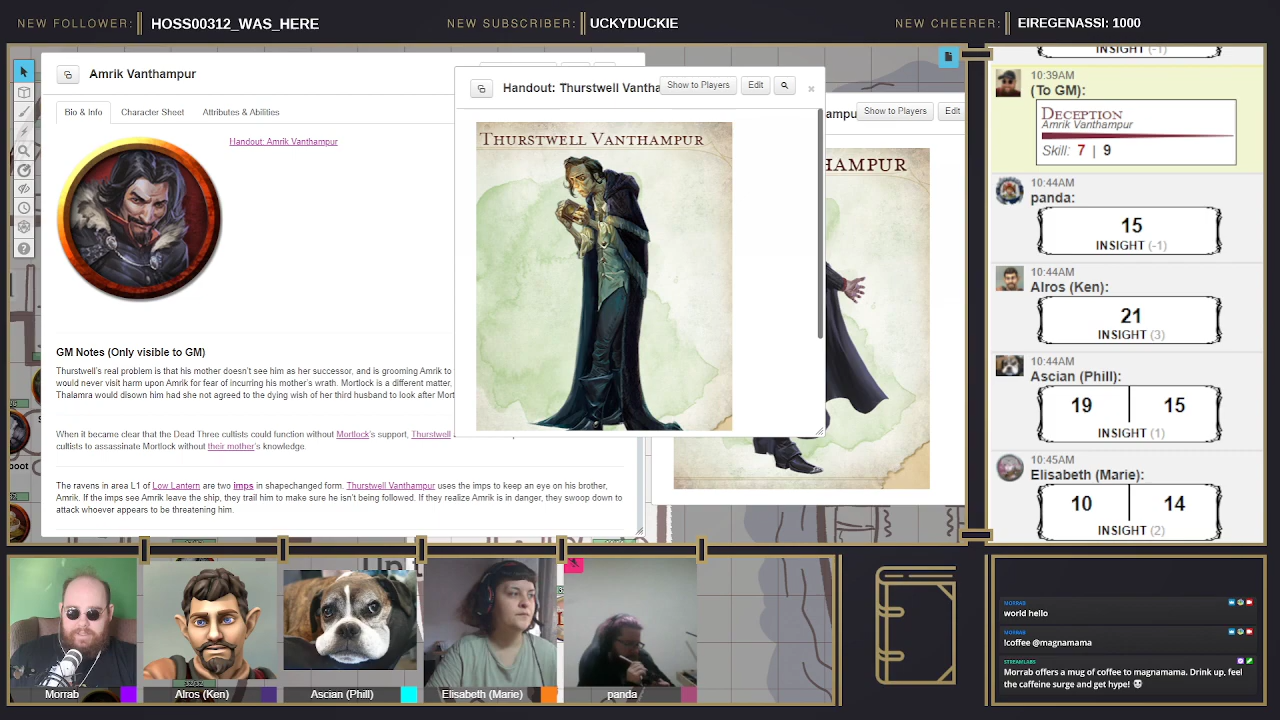 NEW FOLLOWER: HOSS00312_WAS_HERE
NEW SUBSCRIBER: UCKYDUCKIE
NEW CHEERER: EIREGENASSI: 1000
Amrik Vanthampur
Bio & Info
Character Sheet
Attributes & Abilities
Handout: Amrik Vanthampur
GM Notes (Only visible to GM)
Thurstwell's real problem is that his mother doesn't see him as her successor, and is grooming Amrik to
would never visit harm upon Amrik for fear of incurring his mother's wrath. Mortlock is a different matter,
Thalamra would disown him had she not agreed to the dying wish of her third husband to look after Mort
When it became clear that the Dead Three cultists could function without Mortlock's support, Thurstwell
cultists to assassinate Mortlock without their mother's knowledge.
The ravens in area L1 of Low Lantern are two imps in shapechanged form. Thurstwell Vanthampur uses the imps to keep an eye on his brother,
Amrik. If the imps see Amrik leave the ship, they trail him to make sure he isn't being followed. If they realize Amrik is in danger, they swoop down to
attack whoever appears to be threatening him.
Handout: Thurstwell Vantha
Show to Players
Edit
THURSTWELL VANTHAMPUR
ampu
Show to Players
Edit
HAMPUR
INSIGHT (-1)
10:39AM
(To GM):
DECEPTION
Amrik Vanthampur
Skill: 7 | 9
10:44AM
panda:
15
INSIGHT (-1)
10:44AM
Alros (Ken):
21
INSIGHT (3)
10:44AM
Ascian (Phill):
19 15
INSIGHT (1)
10:45AM
Elisabeth (Marie):
10 14
INSIGHT (2)
poot
32/32
Morrab
Alros (Ken)
Ascian (Phill)
Elisabeth (Marie)
panda
MORRAB
world hello
MORRAB
!coffee @magnamama
STREAMLABS
Morrab offers a mug of coffee to magnamama. Drink up, feel
the caffeine surge and get hype!